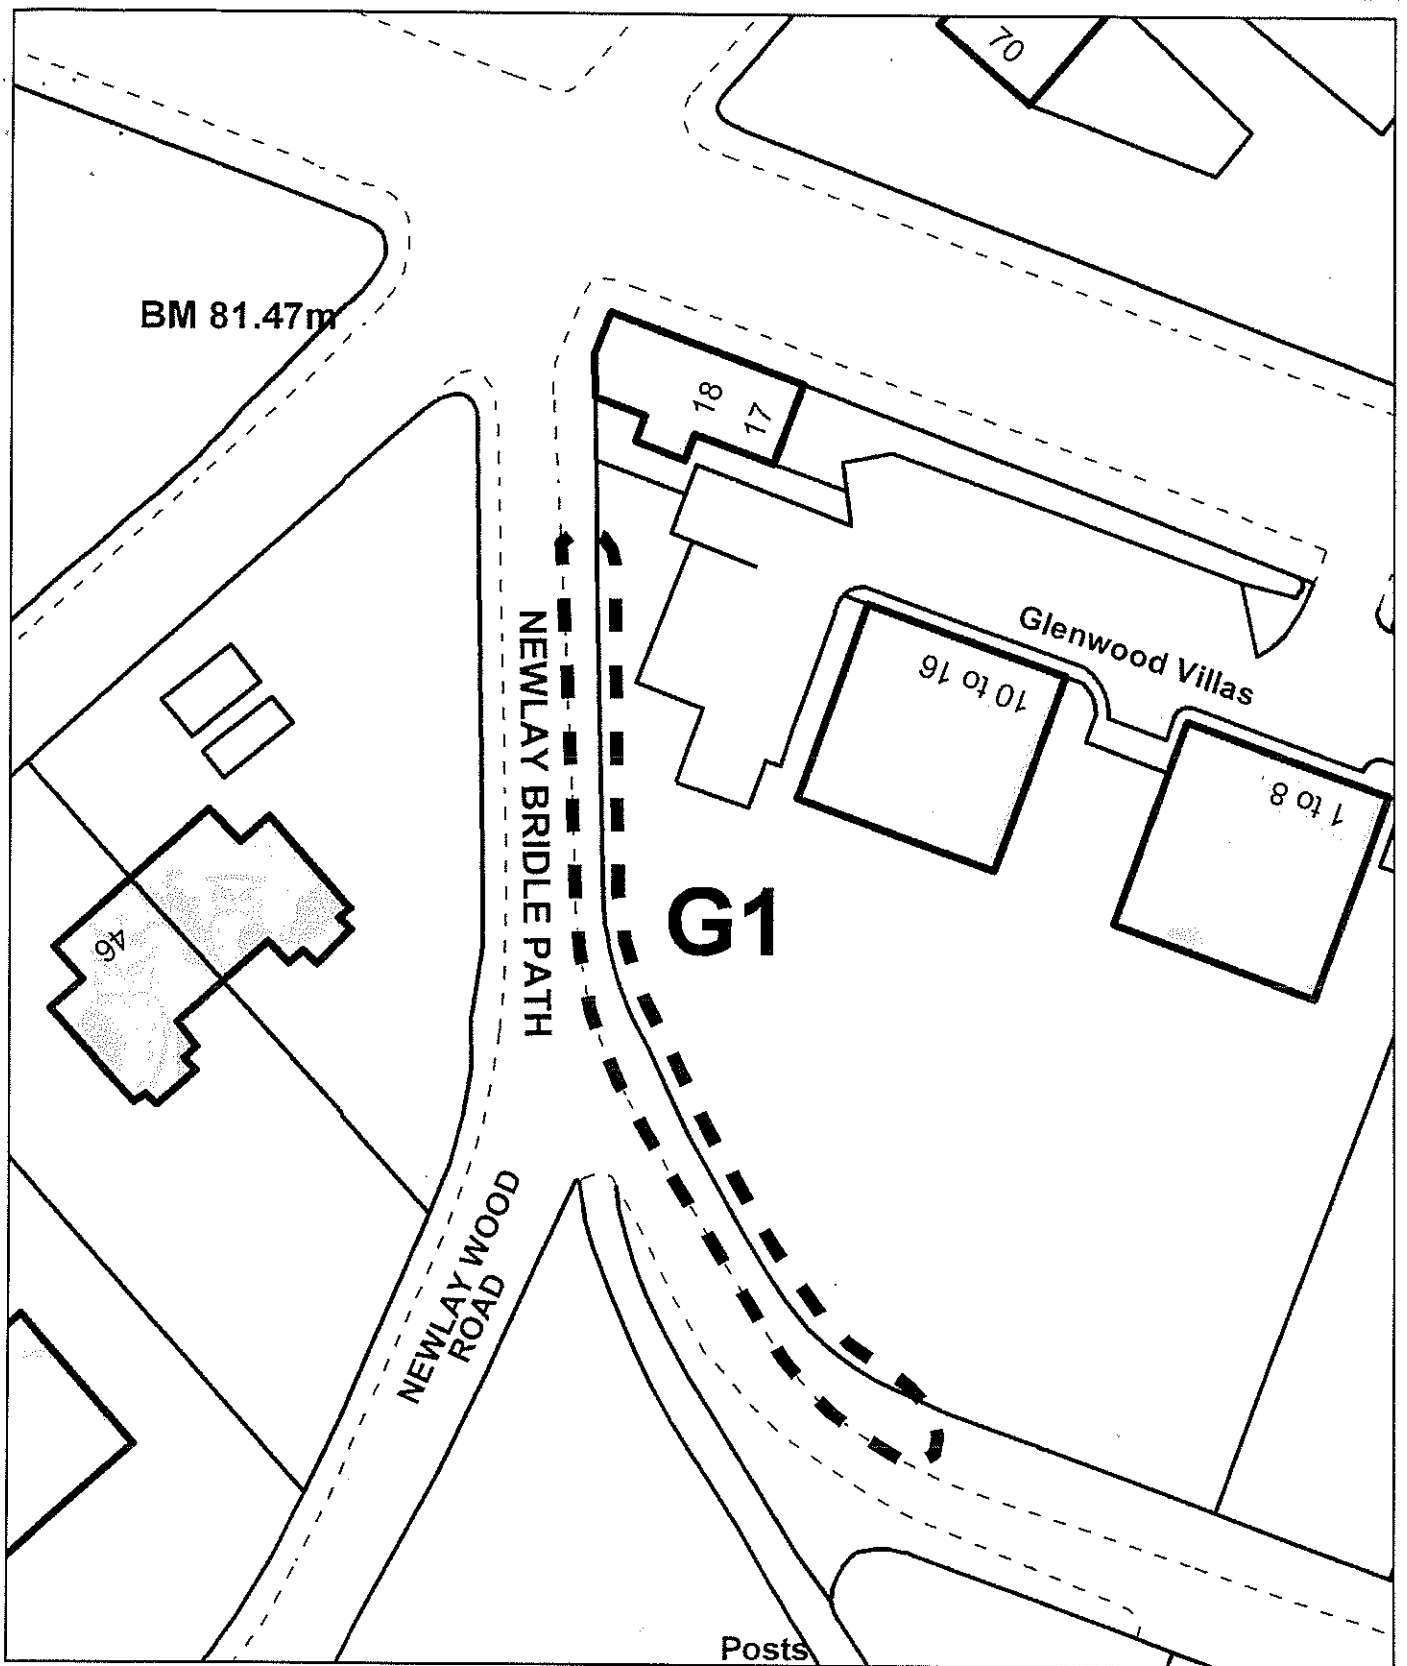 70
BM 81.47m
18
17
Glenwood Villas
10 to 16
1 to 8
NEWLAY BRIDLE PATH
G1
46
NEWLAY WOOD
ROAD
Posts